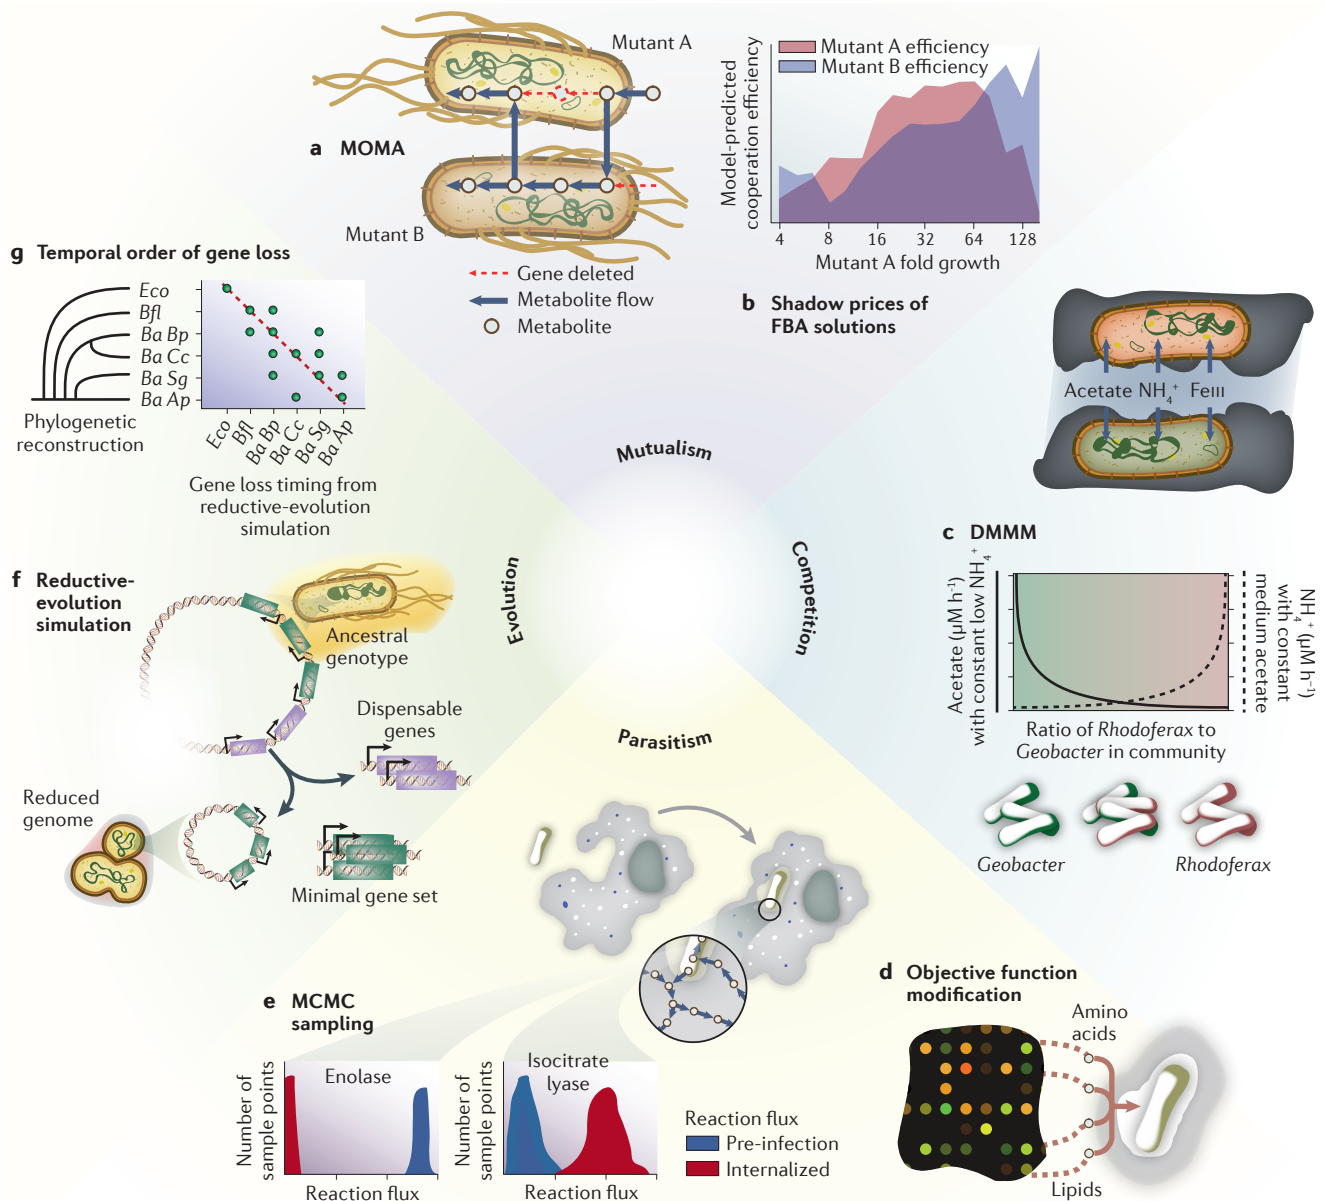 Mutant A
a MOMA
Mutant B
Gene deleted
Metabolite flow
Metabolite
Mutant A efficiency
Mutant B efficiency
Model-predicted
cooperation efficiency
4 8 16 32 64 128
Mutant A fold growth
b Shadow prices of
FBA solutions
Acetate NH₄⁺ FeIII
g Temporal order of gene loss
Eco
Bfl
Ba Bp
Ba Cc
Ba Sg
Ba Ap
Phylogenetic
reconstruction
Eco
Bfl
Ba Bp
Ba Cc
Ba Sg
Ba Ap
Gene loss timing from
reductive-evolution
simulation
Mutualism
Competition
Parasitism
Evolution
c DMMM
Acetate (µM h⁻¹)
with constant low NH₄⁺
NH₄⁺ (µM h⁻¹)
with constant
medium acetate
Ratio of Rhodoferax to
Geobacter in community
Geobacter
Rhodoferax
f Reductive-
evolution
simulation
Ancestral
genotype
Dispensable
genes
Reduced
genome
Minimal gene set
d Objective function
modification
Amino
acids
Lipids
e MCMC
sampling
Number of
sample points
Enolase
Reaction flux
Number of
sample points
Isocitrate
lyase
Reaction flux
Reaction flux
Pre-infection
Internalized